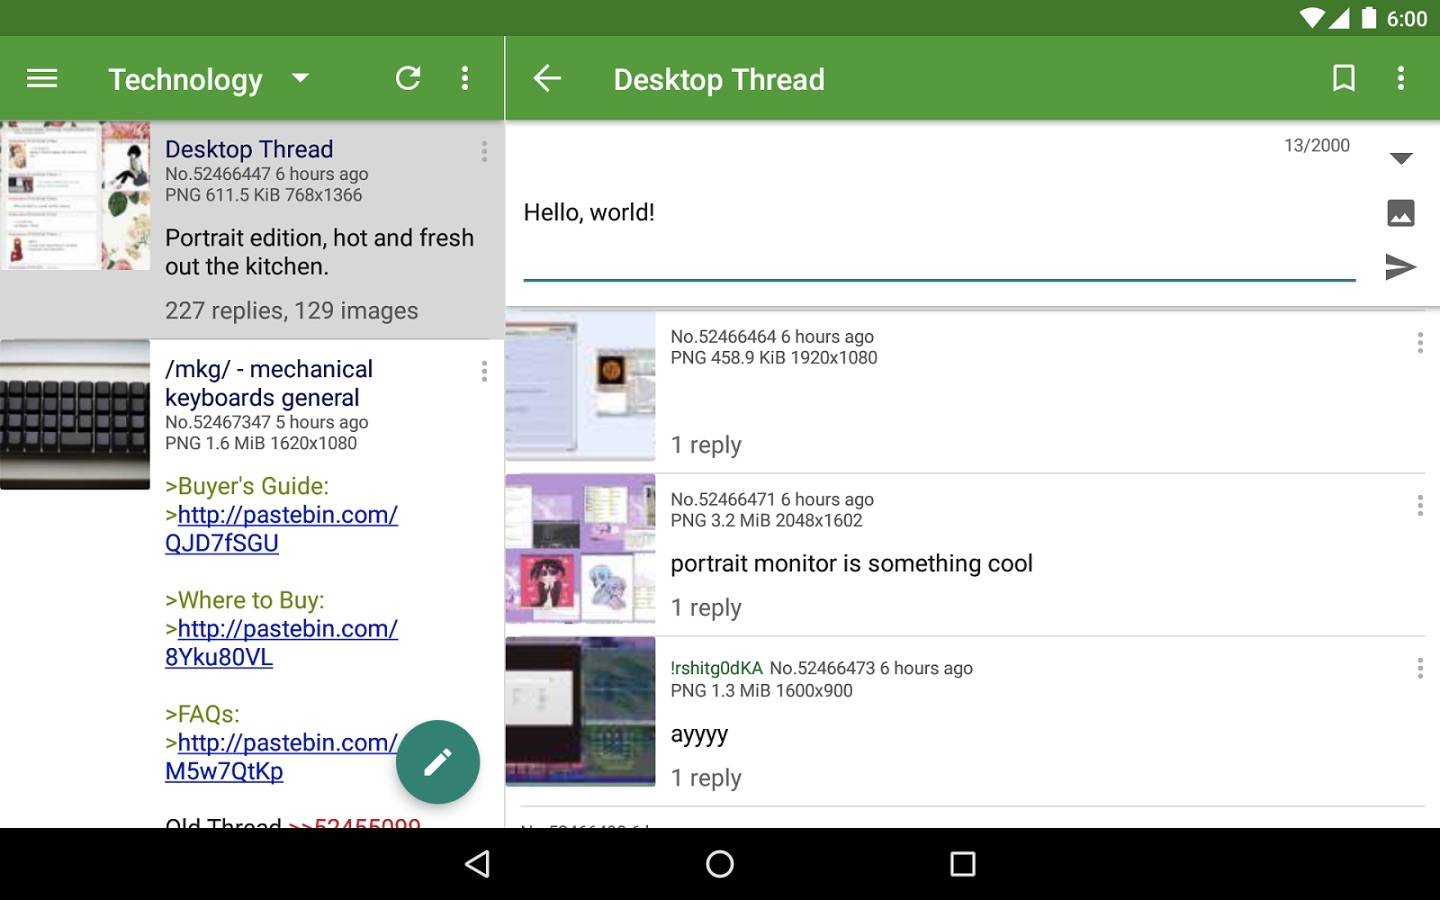 6:00
Technology
Desktop Thread
Desktop Thread
No.52466447 6 hours ago
PNG 611.5 KiB 768x1366
Portrait edition, hot and fresh
out the kitchen.
227 replies, 129 images
/mkg/ - mechanical
keyboards general
No.52467347 5 hours ago
PNG 1.6 MiB 1620x1080
>Buyer's Guide:
>http://pastebin.com/
QJD7fSGU
>Where to Buy:
>http://pastebin.com/
8Yku80VL
>FAQs:
>http://pastebin.com/
M5w7QtKp
Old Thread >>52455099
13/2000
Hello, world!
No.52466464 6 hours ago
PNG 458.9 KiB 1920x1080
1 reply
No.52466471 6 hours ago
PNG 3.2 MiB 2048x1602
portrait monitor is something cool
1 reply
!rshitg0dKA No.52466473 6 hours ago
PNG 1.3 MiB 1600x900
ayyyy
1 reply